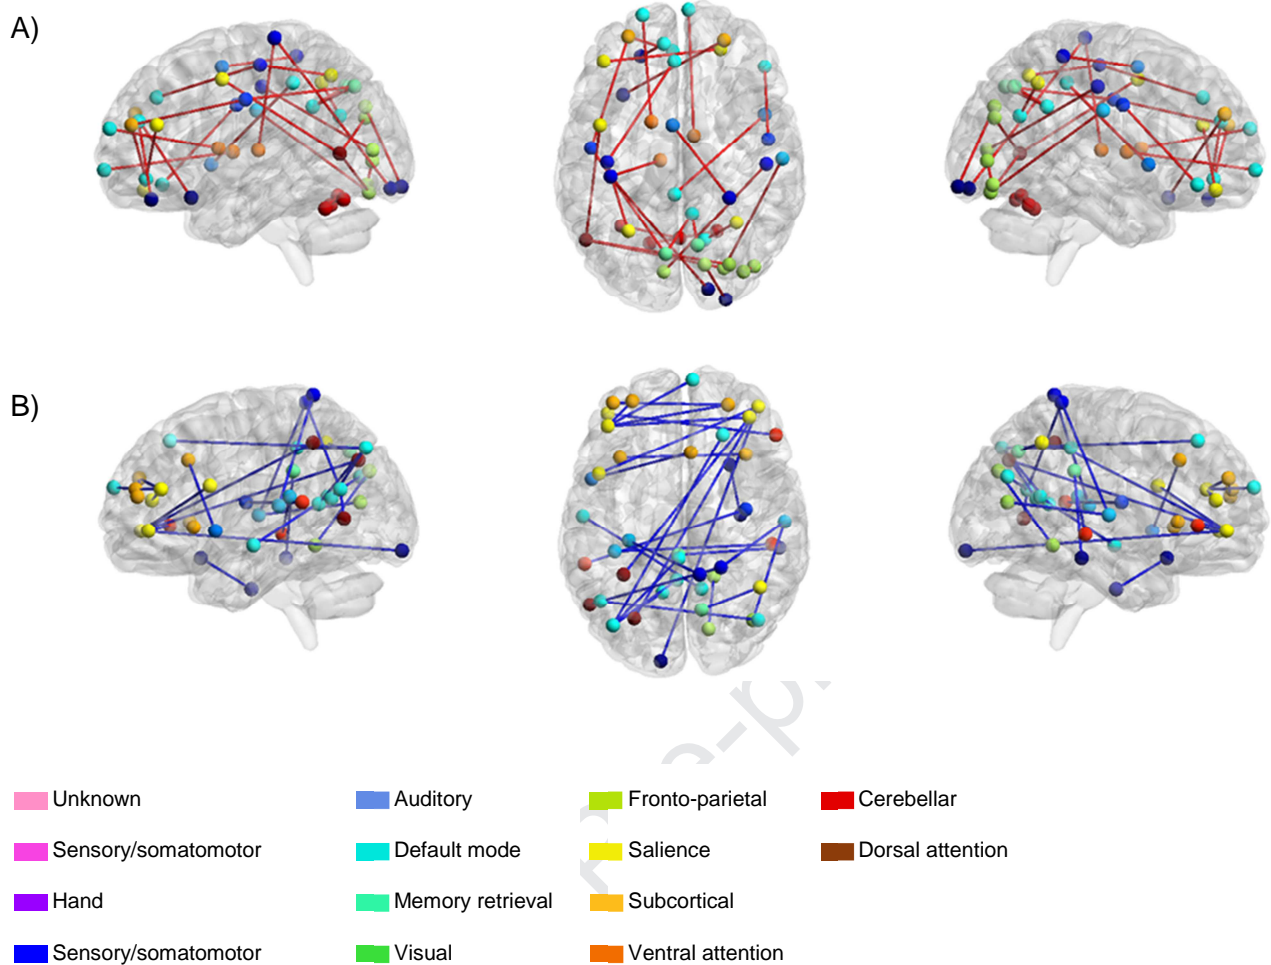 A)
B)
Unknown
Auditory
Fronto-parietal
Cerebellar
Sensory/somatomotor
Default mode
Salience
Dorsal attention
Hand
Memory retrieval
Subcortical
Sensory/somatomotor
Visual
Ventral attention